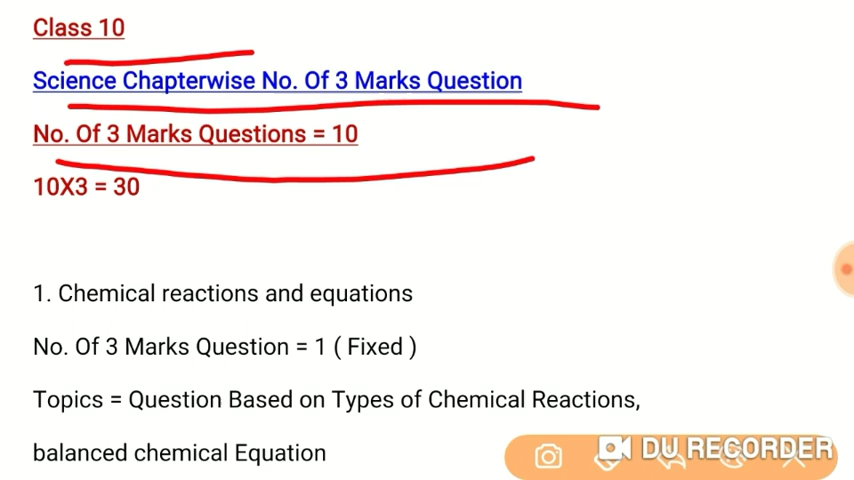 Class 10
Science Chapterwise No. Of 3 Marks Question
No. Of 3 Marks Questions = 10
10X3 = 30
1. Chemical reactions and equations
No. Of 3 Marks Question = 1 ( Fixed )
Topics = Question Based on Types of Chemical Reactions,
balanced chemical Equation
DU RECORDER